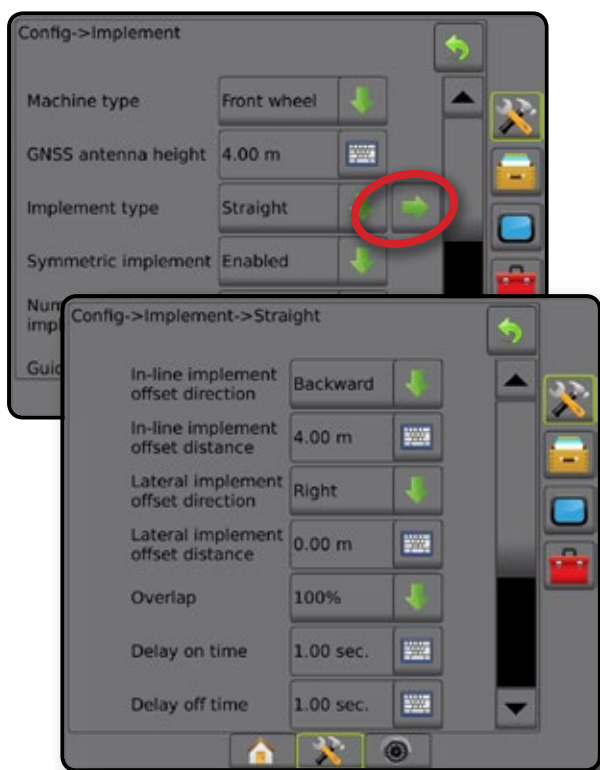 Config->Implement
Machine type
Front wheel
GNSS antenna height
4.00 m
Implement type
Straight
Symmetric implement
Enabled
Config->Implement->Straight
In-line implement
offset direction
Backward
In-line implement
offset distance
4.00 m
Lateral implement
offset direction
Right
Lateral implement
offset distance
0.00 m
Overlap
100%
Delay on time
1.00 sec.
Delay off time
1.00 sec.